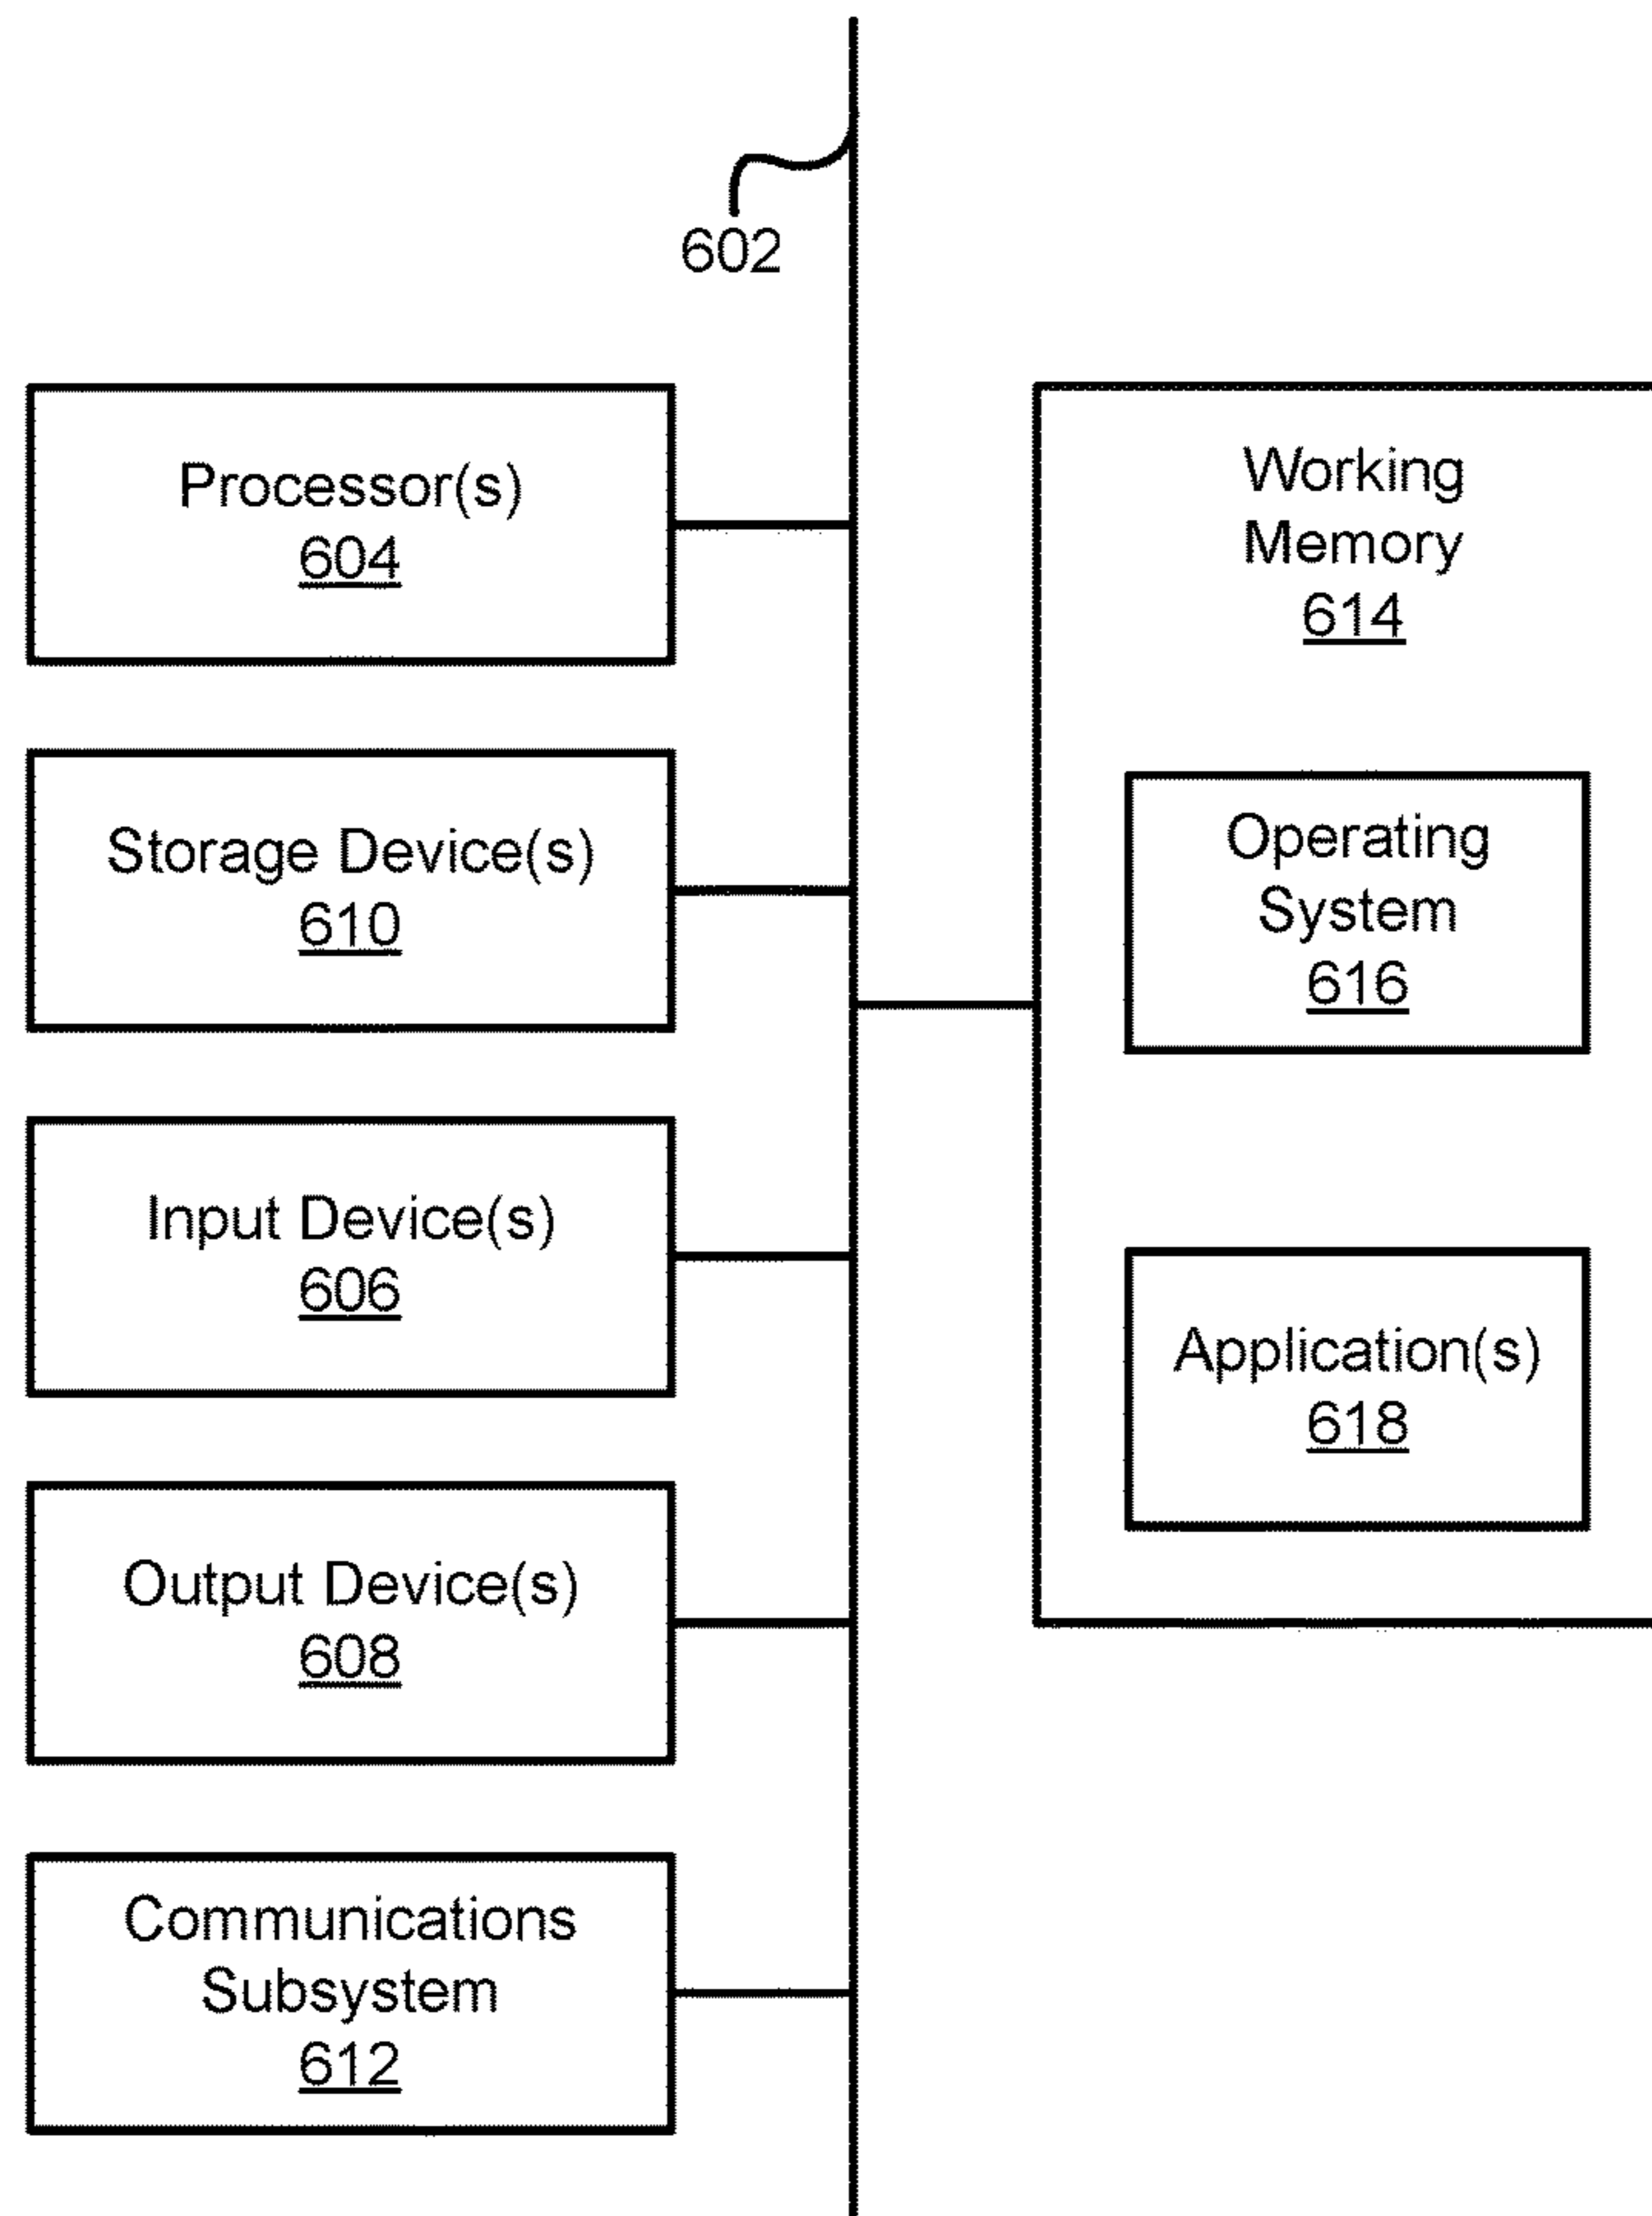 602
Processor(s)
604
Storage Device(s)
610
Input Device(s)
606
Output Device(s)
608
Communications
Subsystem
612
Working
Memory
614
Operating
System
616
Application(s)
618